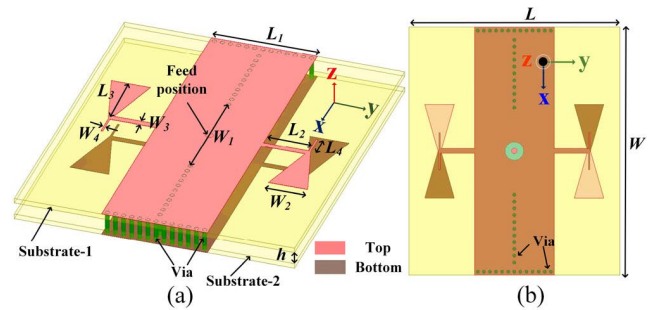 L₁
Feed
position
z
y
x
L₃
W₃
W₄
W₁
L₂
L₄
W₂
Substrate-1
Via
Substrate-2
h
Top
Bottom
(a)
L
z
y
x
W
Via
(b)